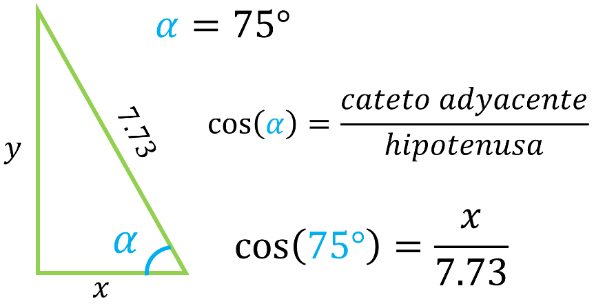 α = 75°
7.73
y
cos(α) = cateto adyacente / hipotenusa
α
x
cos(75°) = x / 7.73